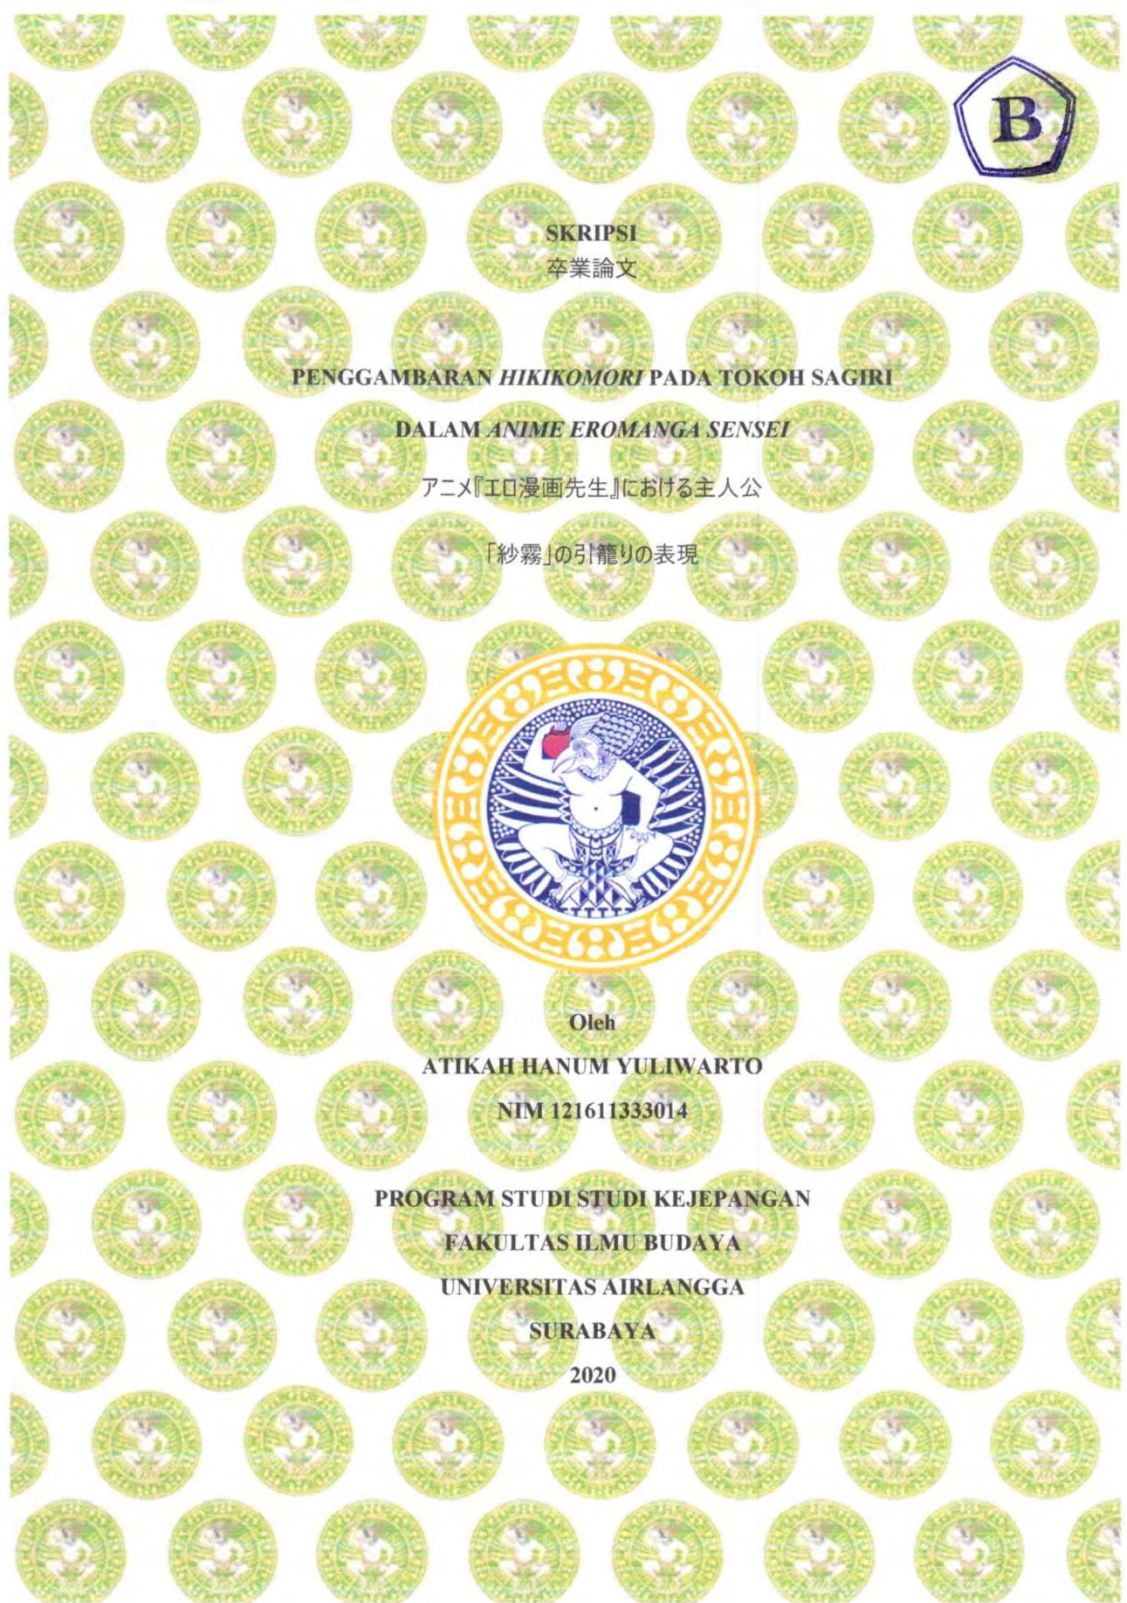 B
SKRIPSI
卒業論文
PENGGAMBARAN HIKIKOMORI PADA TOKOH SAGIRI
DALAM ANIME EROMANGA SENSEI
アニメ『エロ漫画先生』における主人公
「紗霧」の引籠りの表現
Oleh
ATIKAH HANUM YULIWARTO
NIM 121611333014
PROGRAM STUDI STUDI KEJEPANGAN
FAKULTAS ILMU BUDAYA
UNIVERSITAS AIRLANGGA
SURABAYA
2020